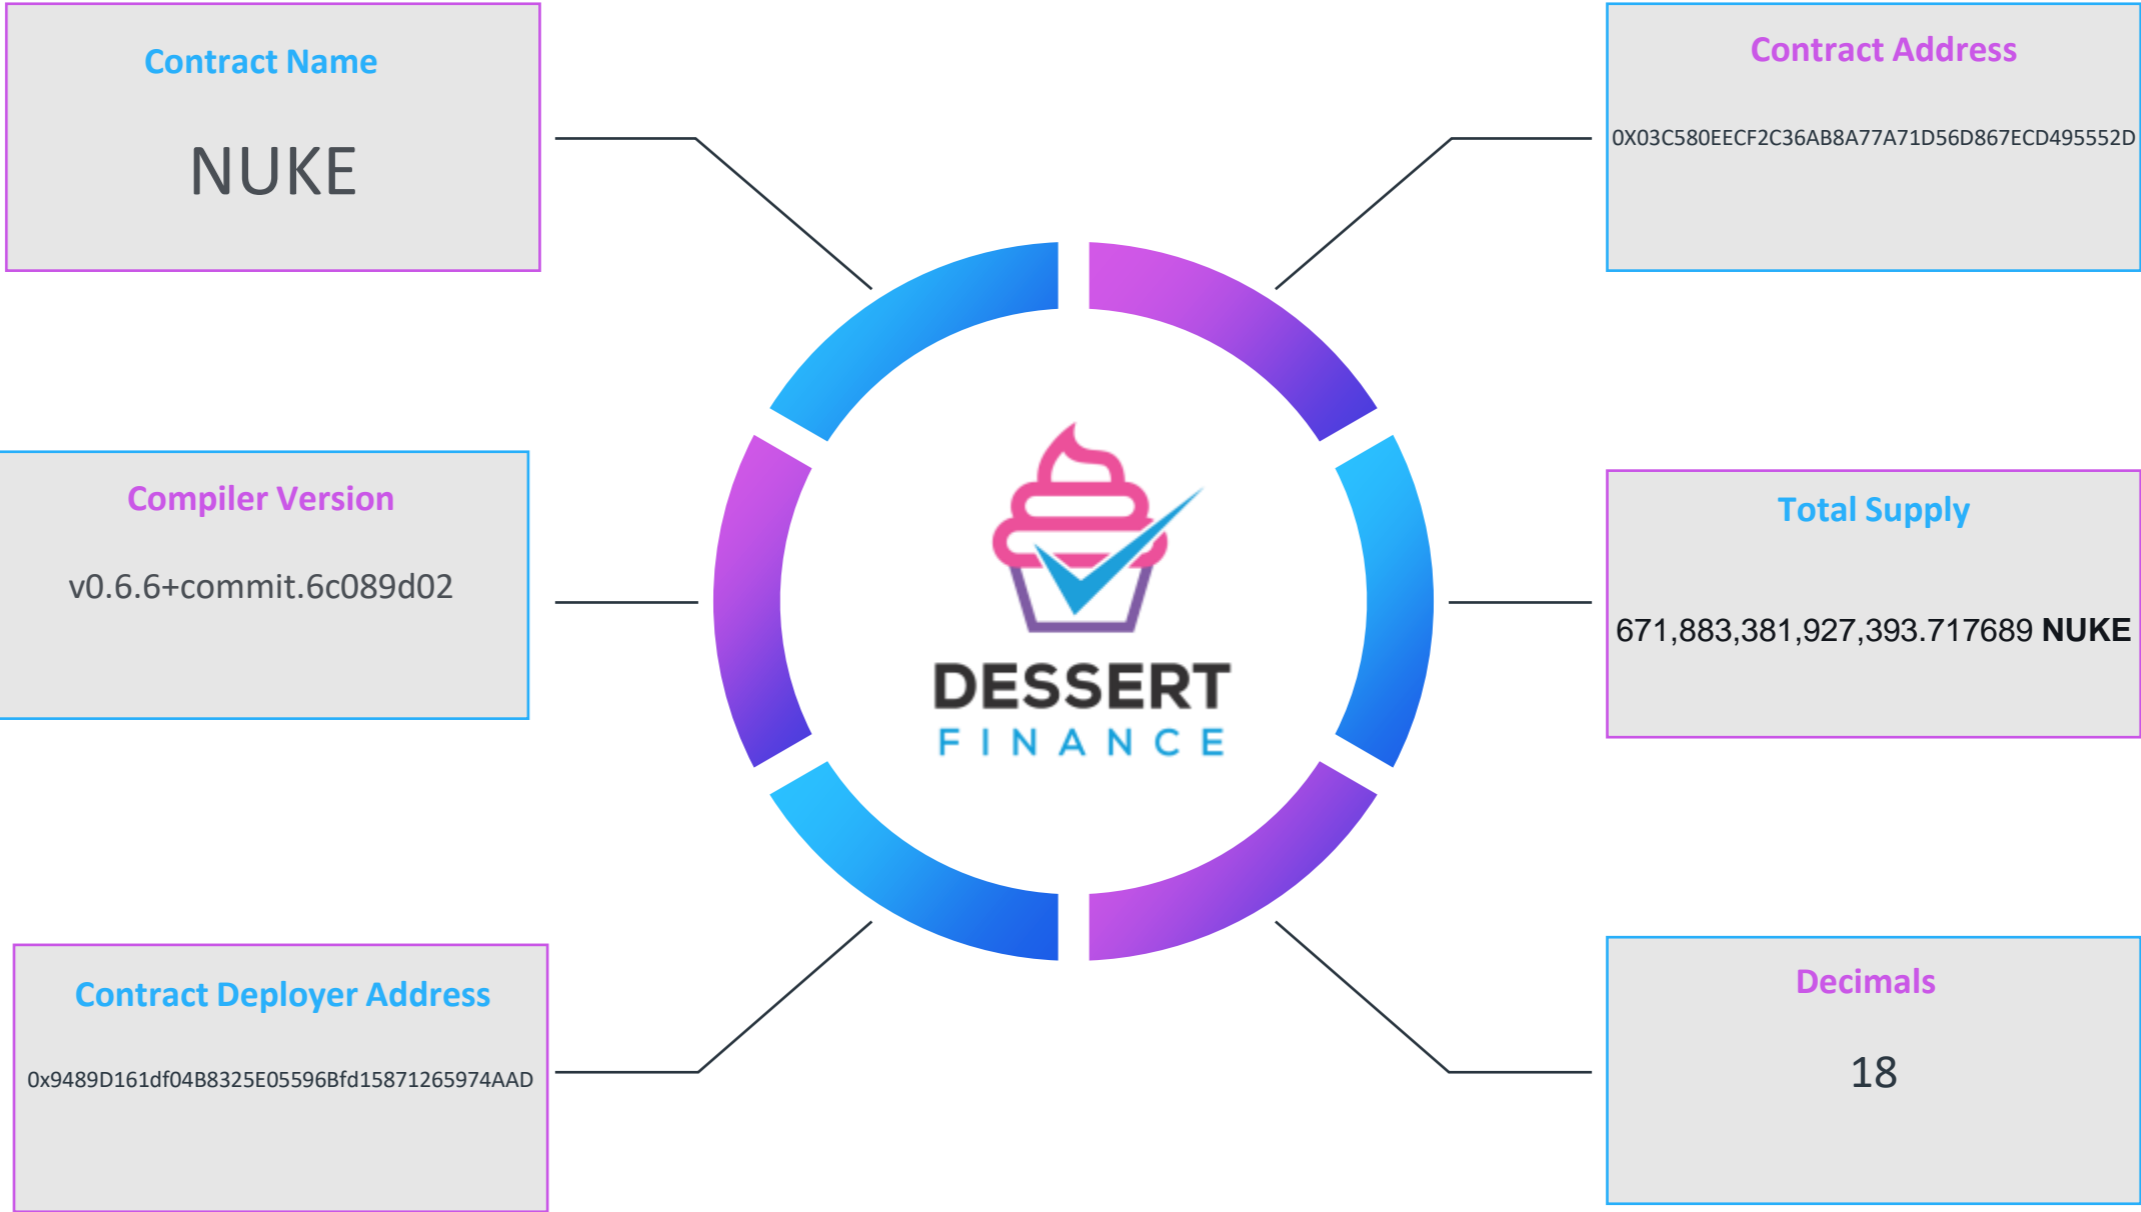 Contract Name
NUKE
Contract Address
0X03C580EECF2C36AB8A77A71D56D867ECD495552D
Compiler Version
v0.6.6+commit.6c089d02
DESSERT
FINANCE
Total Supply
671,883,381,927,393.717689 NUKE
Contract Deployer Address
0x9489D161df04B8325E05596Bfd15871265974AAD
Decimals
18